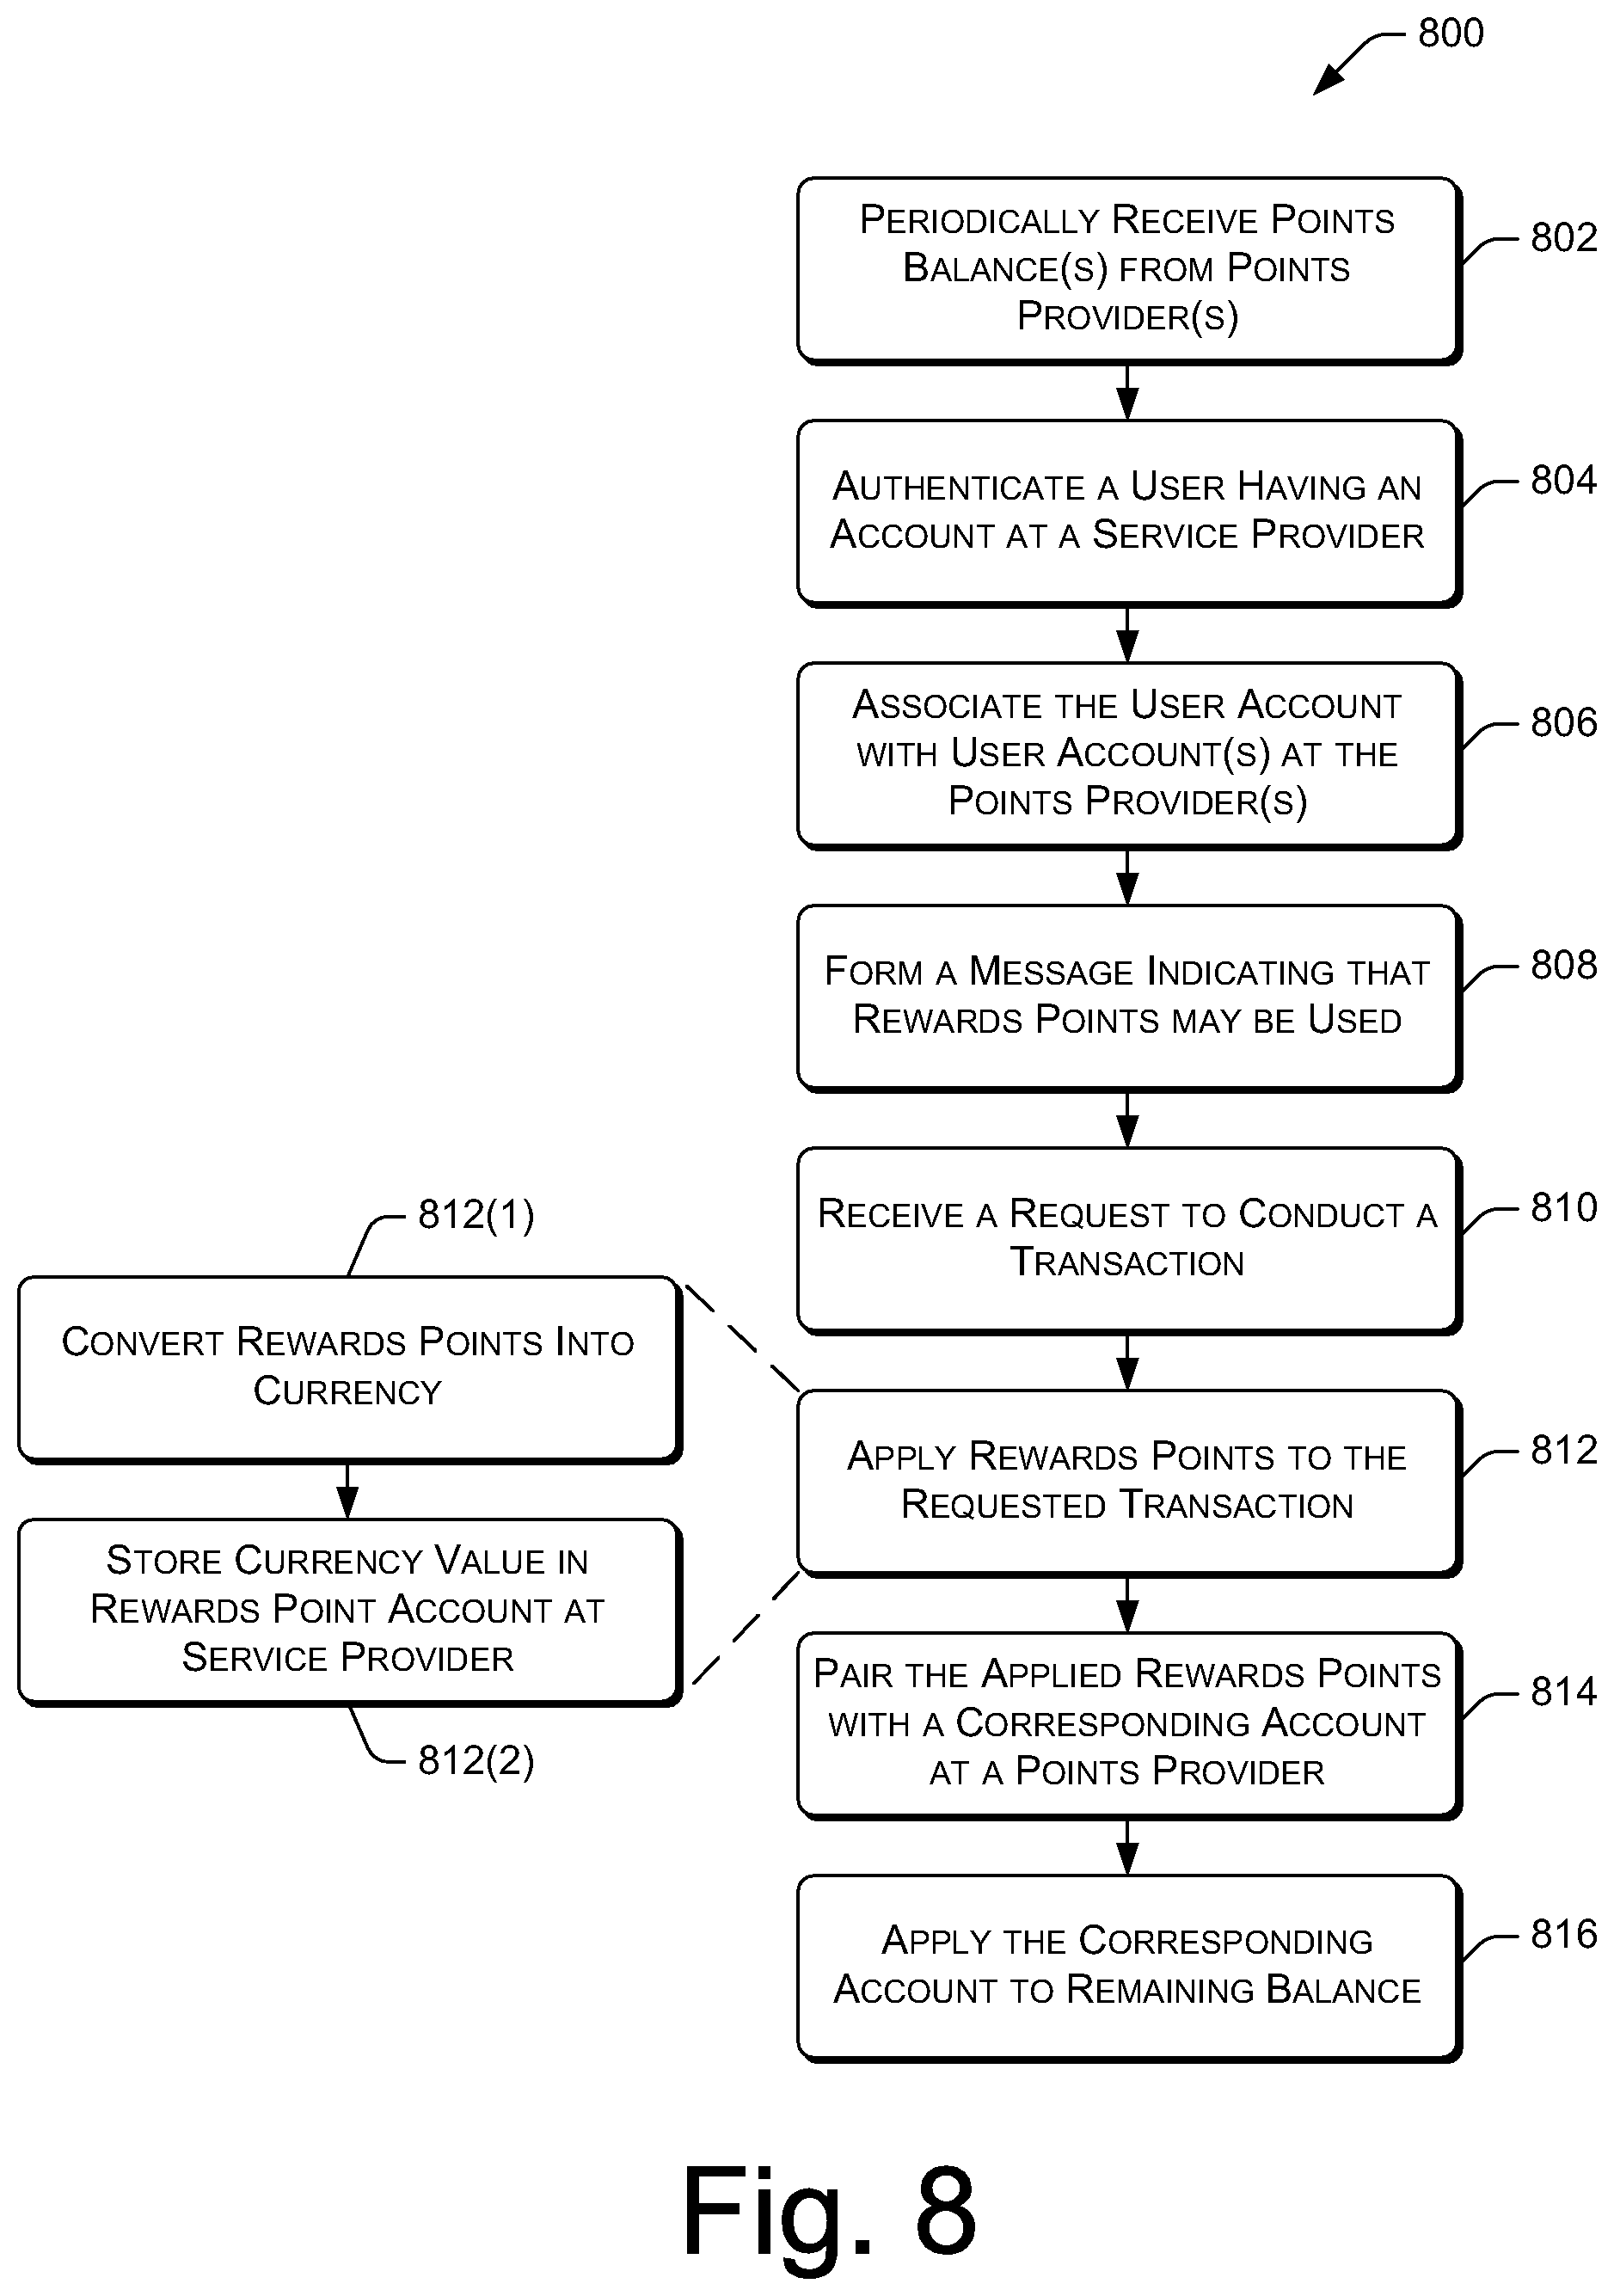 800
Periodically Receive Points
Balance(s) from Points
Provider(s)
802
Authenticate a User Having an
Account at a Service Provider
804
Associate the User Account
with User Account(s) at the
Points Provider(s)
806
Form a Message Indicating that
Rewards Points may be Used
808
Receive a Request to Conduct a
Transaction
810
812(1)
Convert Rewards Points Into
Currency
Store Currency Value in
Rewards Point Account at
Service Provider
812(2)
Apply Rewards Points to the
Requested Transaction
812
Pair the Applied Rewards Points
with a Corresponding Account
at a Points Provider
814
Apply the Corresponding
Account to Remaining Balance
816
Fig. 8